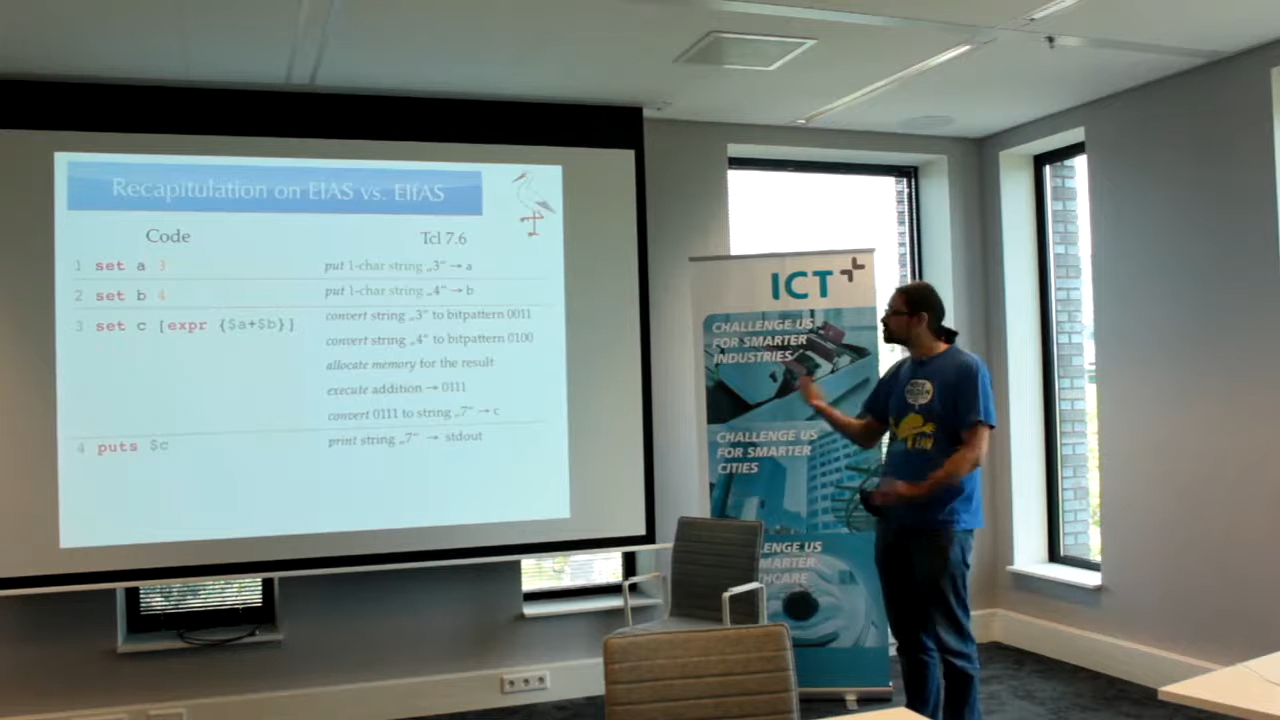 Recapitulation on EIAS vs. EIfAS
Code Tcl 7.6
1 set a 3 put 1-char string „3” → a
2 set b 4 put 1-char string „4” → b
3 set c [expr {$a+$b}] convert string „3” to bitpattern 0011
convert string „4” to bitpattern 0100
allocate memory for the result
execute addition → 0111
convert 0111 to string „7” → c
4 puts $c print string „7” → stdout
ICT
CHALLENGE US
FOR SMARTER
INDUSTRIES
CHALLENGE US
FOR SMARTER
CITIES